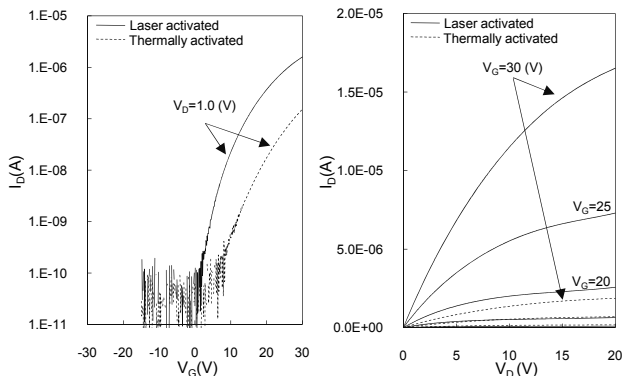 1.E-05
1.E-06
1.E-07
1.E-08
1.E-09
1.E-10
1.E-11
I_D(A)
Laser activated
Thermally activated
V_D=1.0 (V)
-30 -20 -10 0 10 20 30
V_G(V)
2.0E-05
1.5E-05
1.0E-05
5.0E-06
0.0E+00
I_D(A)
Laser activated
Thermally activated
V_G=30 (V)
V_G=25
V_G=20
0 5 10 15 20
V_D (V)